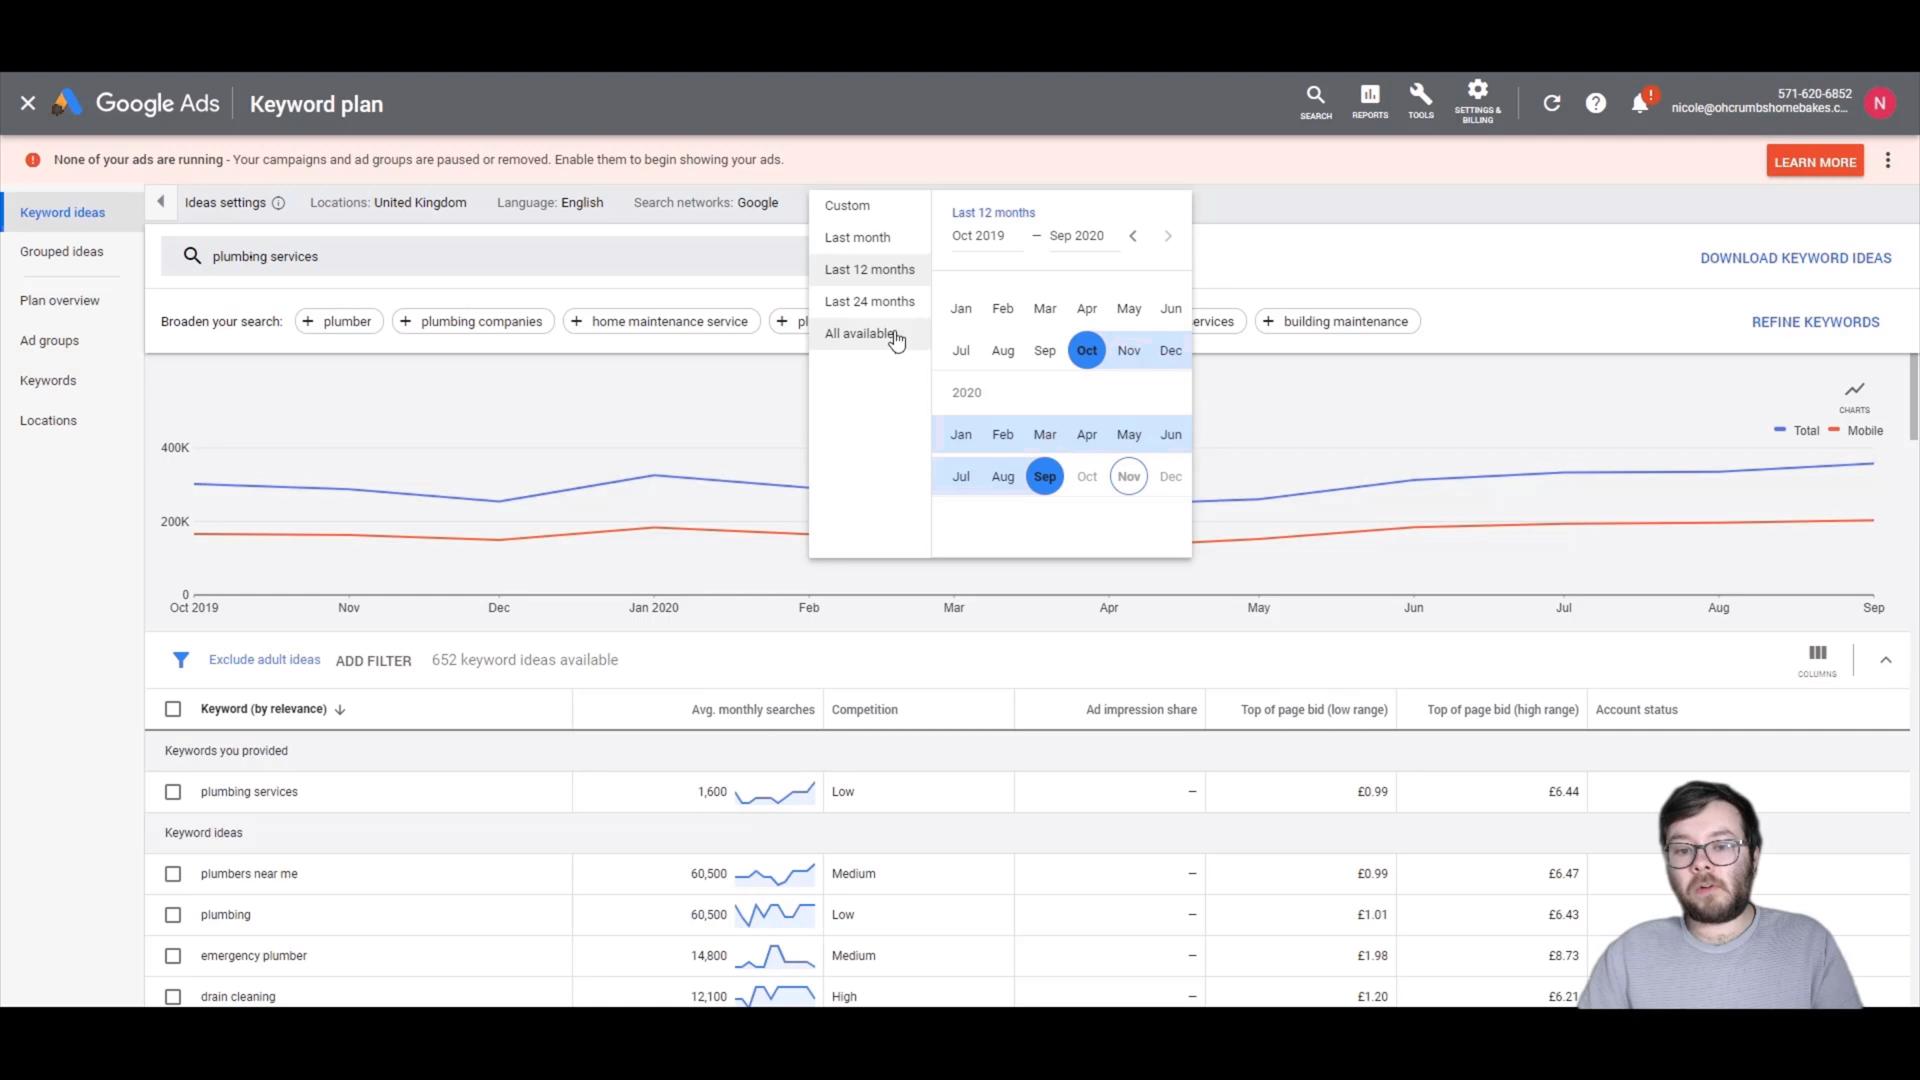 Google Ads
Keyword plan
SEARCH
REPORTS
TOOLS
SETTINGS & BILLING
571-620-6852
nicole@ohcrumbshomebakes.c...
N
None of your ads are running - Your campaigns and ad groups are paused or removed. Enable them to begin showing your ads.
LEARN MORE
Keyword ideas
Grouped ideas
Plan overview
Ad groups
Keywords
Locations
Ideas settings
Locations: United Kingdom
Language: English
Search networks: Google
plumbing services
DOWNLOAD KEYWORD IDEAS
Broaden your search:
+ plumber
+ plumbing companies
+ home maintenance service
+ pl
ervices
+ building maintenance
REFINE KEYWORDS
Custom
Last month
Last 12 months
Last 24 months
All available
Last 12 months
Oct 2019 – Sep 2020
Jan Feb Mar Apr May Jun
Jul Aug Sep Oct Nov Dec
2020
Jan Feb Mar Apr May Jun
Jul Aug Sep Oct Nov Dec
CHARTS
Total Mobile
400K
200K
0
Oct 2019 Nov Dec Jan 2020 Feb Mar Apr May Jun Jul Aug Sep
Exclude adult ideas ADD FILTER 652 keyword ideas available
COLUMNS
Keyword (by relevance) Avg. monthly searches Competition Ad impression share Top of page bid (low range) Top of page bid (high range) Account status
Keywords you provided
plumbing services 1,600 Low – £0.99 £6.44
Keyword ideas
plumbers near me 60,500 Medium – £0.99 £6.47
plumbing 60,500 Low – £1.01 £6.43
emergency plumber 14,800 Medium – £1.98 £8.73
drain cleaning 12,100 High – £1.20 £6.21